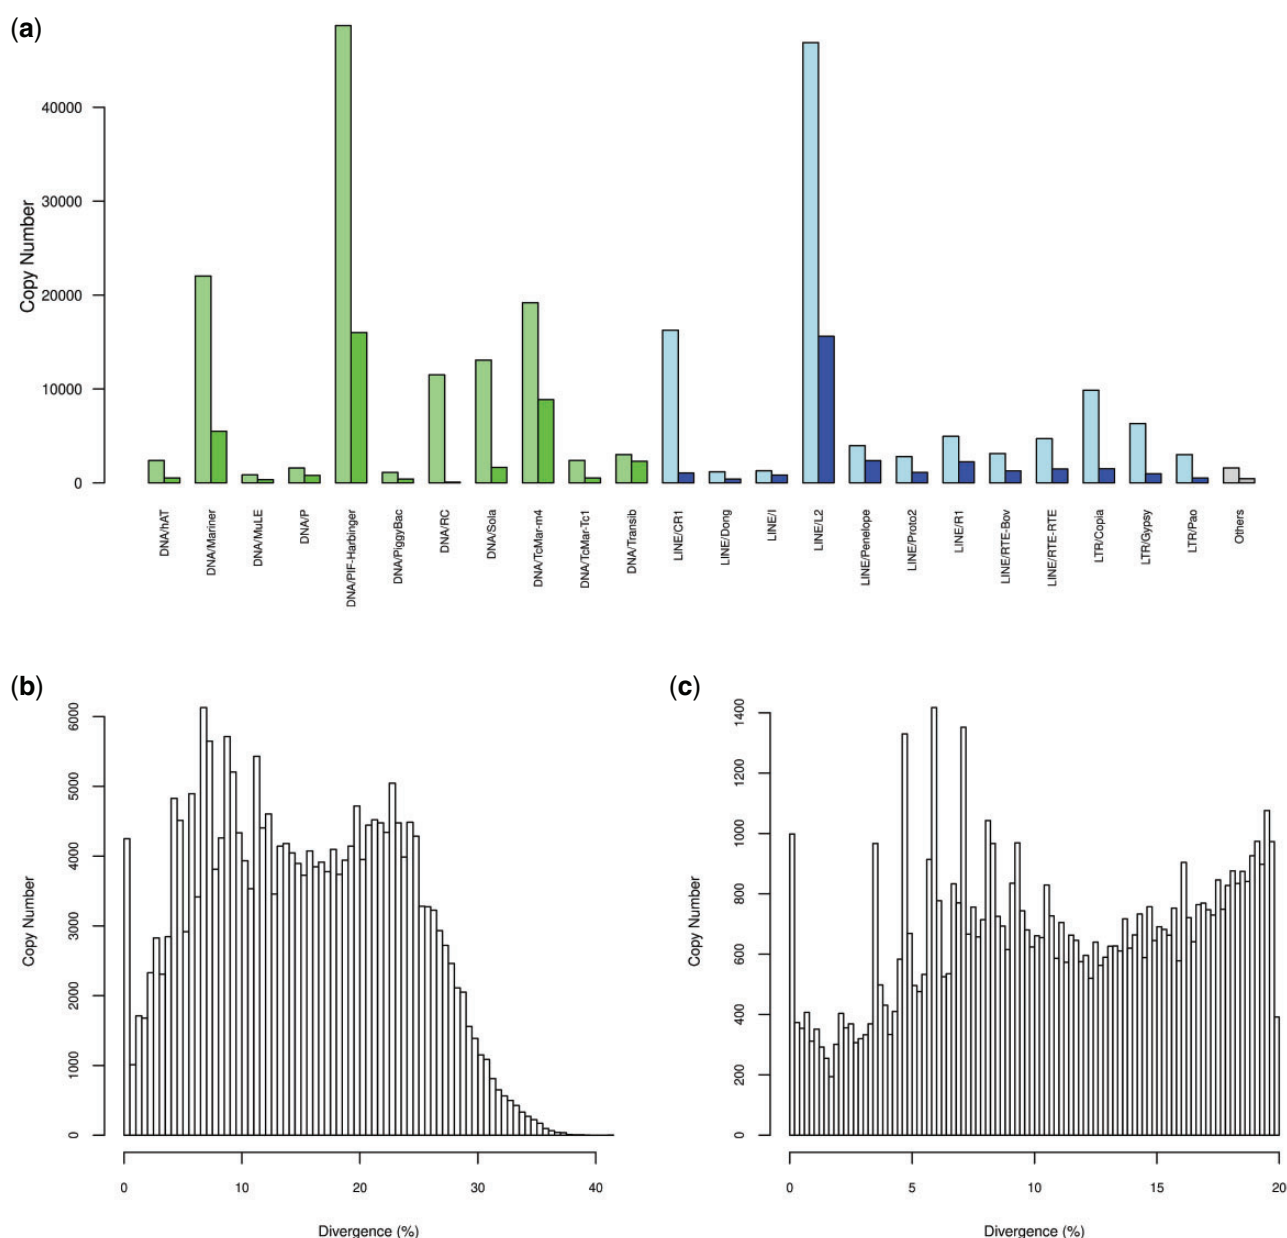 (a)
Copy Number
40000
30000
20000
10000
0
DNA/hAT
DNA/Mariner
DNA/MuLE
DNA/P
DNA/PIF-Harbinger
DNA/PiggyBac
DNA/RC
DNA/Sola
DNA/TcMar-m4
DNA/TcMar-Tc1
DNA/Transib
LINE/CR1
LINE/Dong
LINE/I
LINE/L2
LINE/Penelope
LINE/Proto2
LINE/R1
LINE/RTE-Bov
LINE/RTE-RTE
LTR/Copia
LTR/Gypsy
LTR/Pao
Others
(b)
Copy Number
6000
5000
4000
3000
2000
1000
0
0 10 20 30 40
Divergence (%)
(c)
Copy Number
1400
1200
1000
800
600
400
200
0
0 5 10 15 20
Divergence (%)